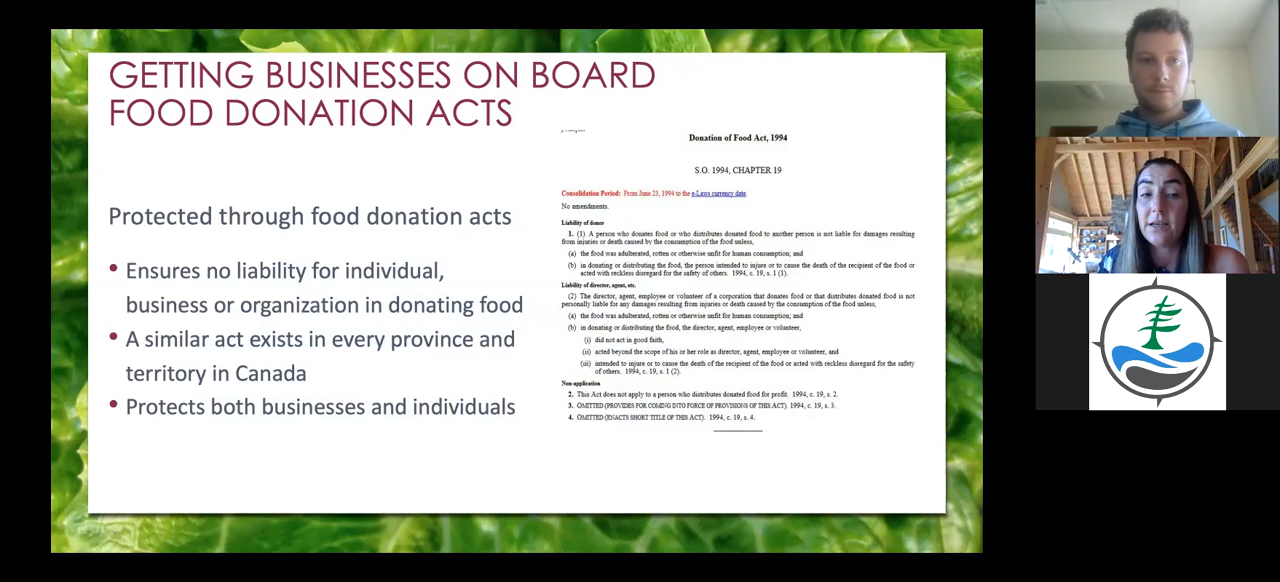 GETTING BUSINESSES ON BOARD
FOOD DONATION ACTS
Protected through food donation acts
• Ensures no liability for individual,
business or organization in donating food
• A similar act exists in every province and
territory in Canada
• Protects both businesses and individuals
Donation of Food Act, 1994
S.O. 1994, CHAPTER 19
Consolidation Period: From June 23, 1994 to the e-Laws currency date.
No amendments.
Liability of donor
1. (1) A person who donates food or who distributes donated food to another person is not liable for damages resulting
from injuries or death caused by the consumption of the food unless,
(a) the food was adulterated, rotten or otherwise unfit for human consumption; and
(b) in donating or distributing the food, the person intended to injure or to cause the death of the recipient of the food or
acted with reckless disregard for the safety of others. 1994, c. 19, s. 1 (1).
Liability of director, agent, etc.
(2) The director, agent, employee or volunteer of a corporation that donates food or that distributes donated food is not
personally liable for any damages resulting from injuries or death caused by the consumption of the food unless,
(a) the food was adulterated, rotten or otherwise unfit for human consumption; and
(b) in donating or distributing the food, the director, agent, employee or volunteer,
(i) did not act in good faith,
(ii) acted beyond the scope of his or her role as director, agent, employee or volunteer, and
(iii) intended to injure or to cause the death of the recipient of the food or acted with reckless disregard for the safety
of others. 1994, c. 19, s. 1 (2).
Non-application
2. This Act does not apply to a person who distributes donated food for profit. 1994, c. 19, s. 2.
3. OMITTED (PROVIDES FOR COMING INTO FORCE OF PROVISIONS OF THIS ACT). 1994, c. 19, s. 3.
4. OMITTED (ENACTS SHORT TITLE OF THIS ACT). 1994, c. 19, s. 4.